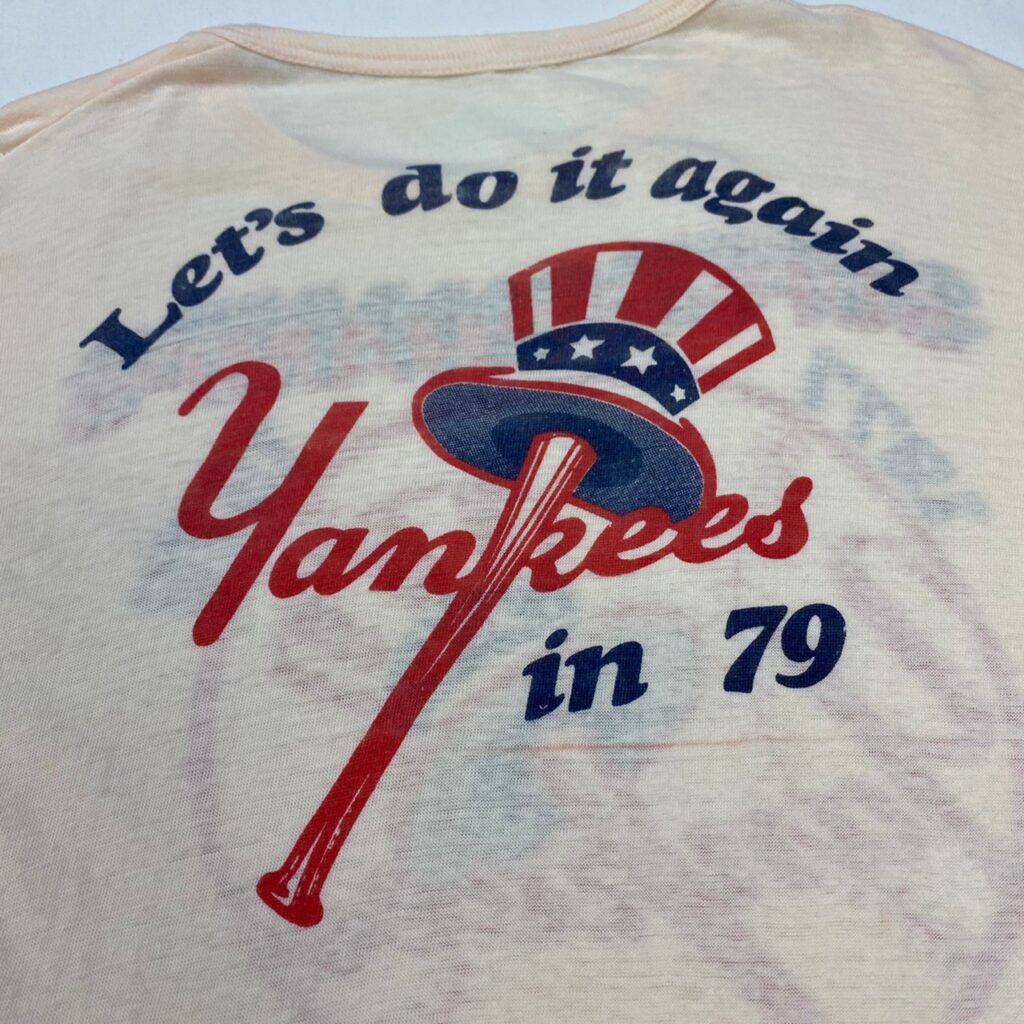 Let's do it again
Yankees
in 79